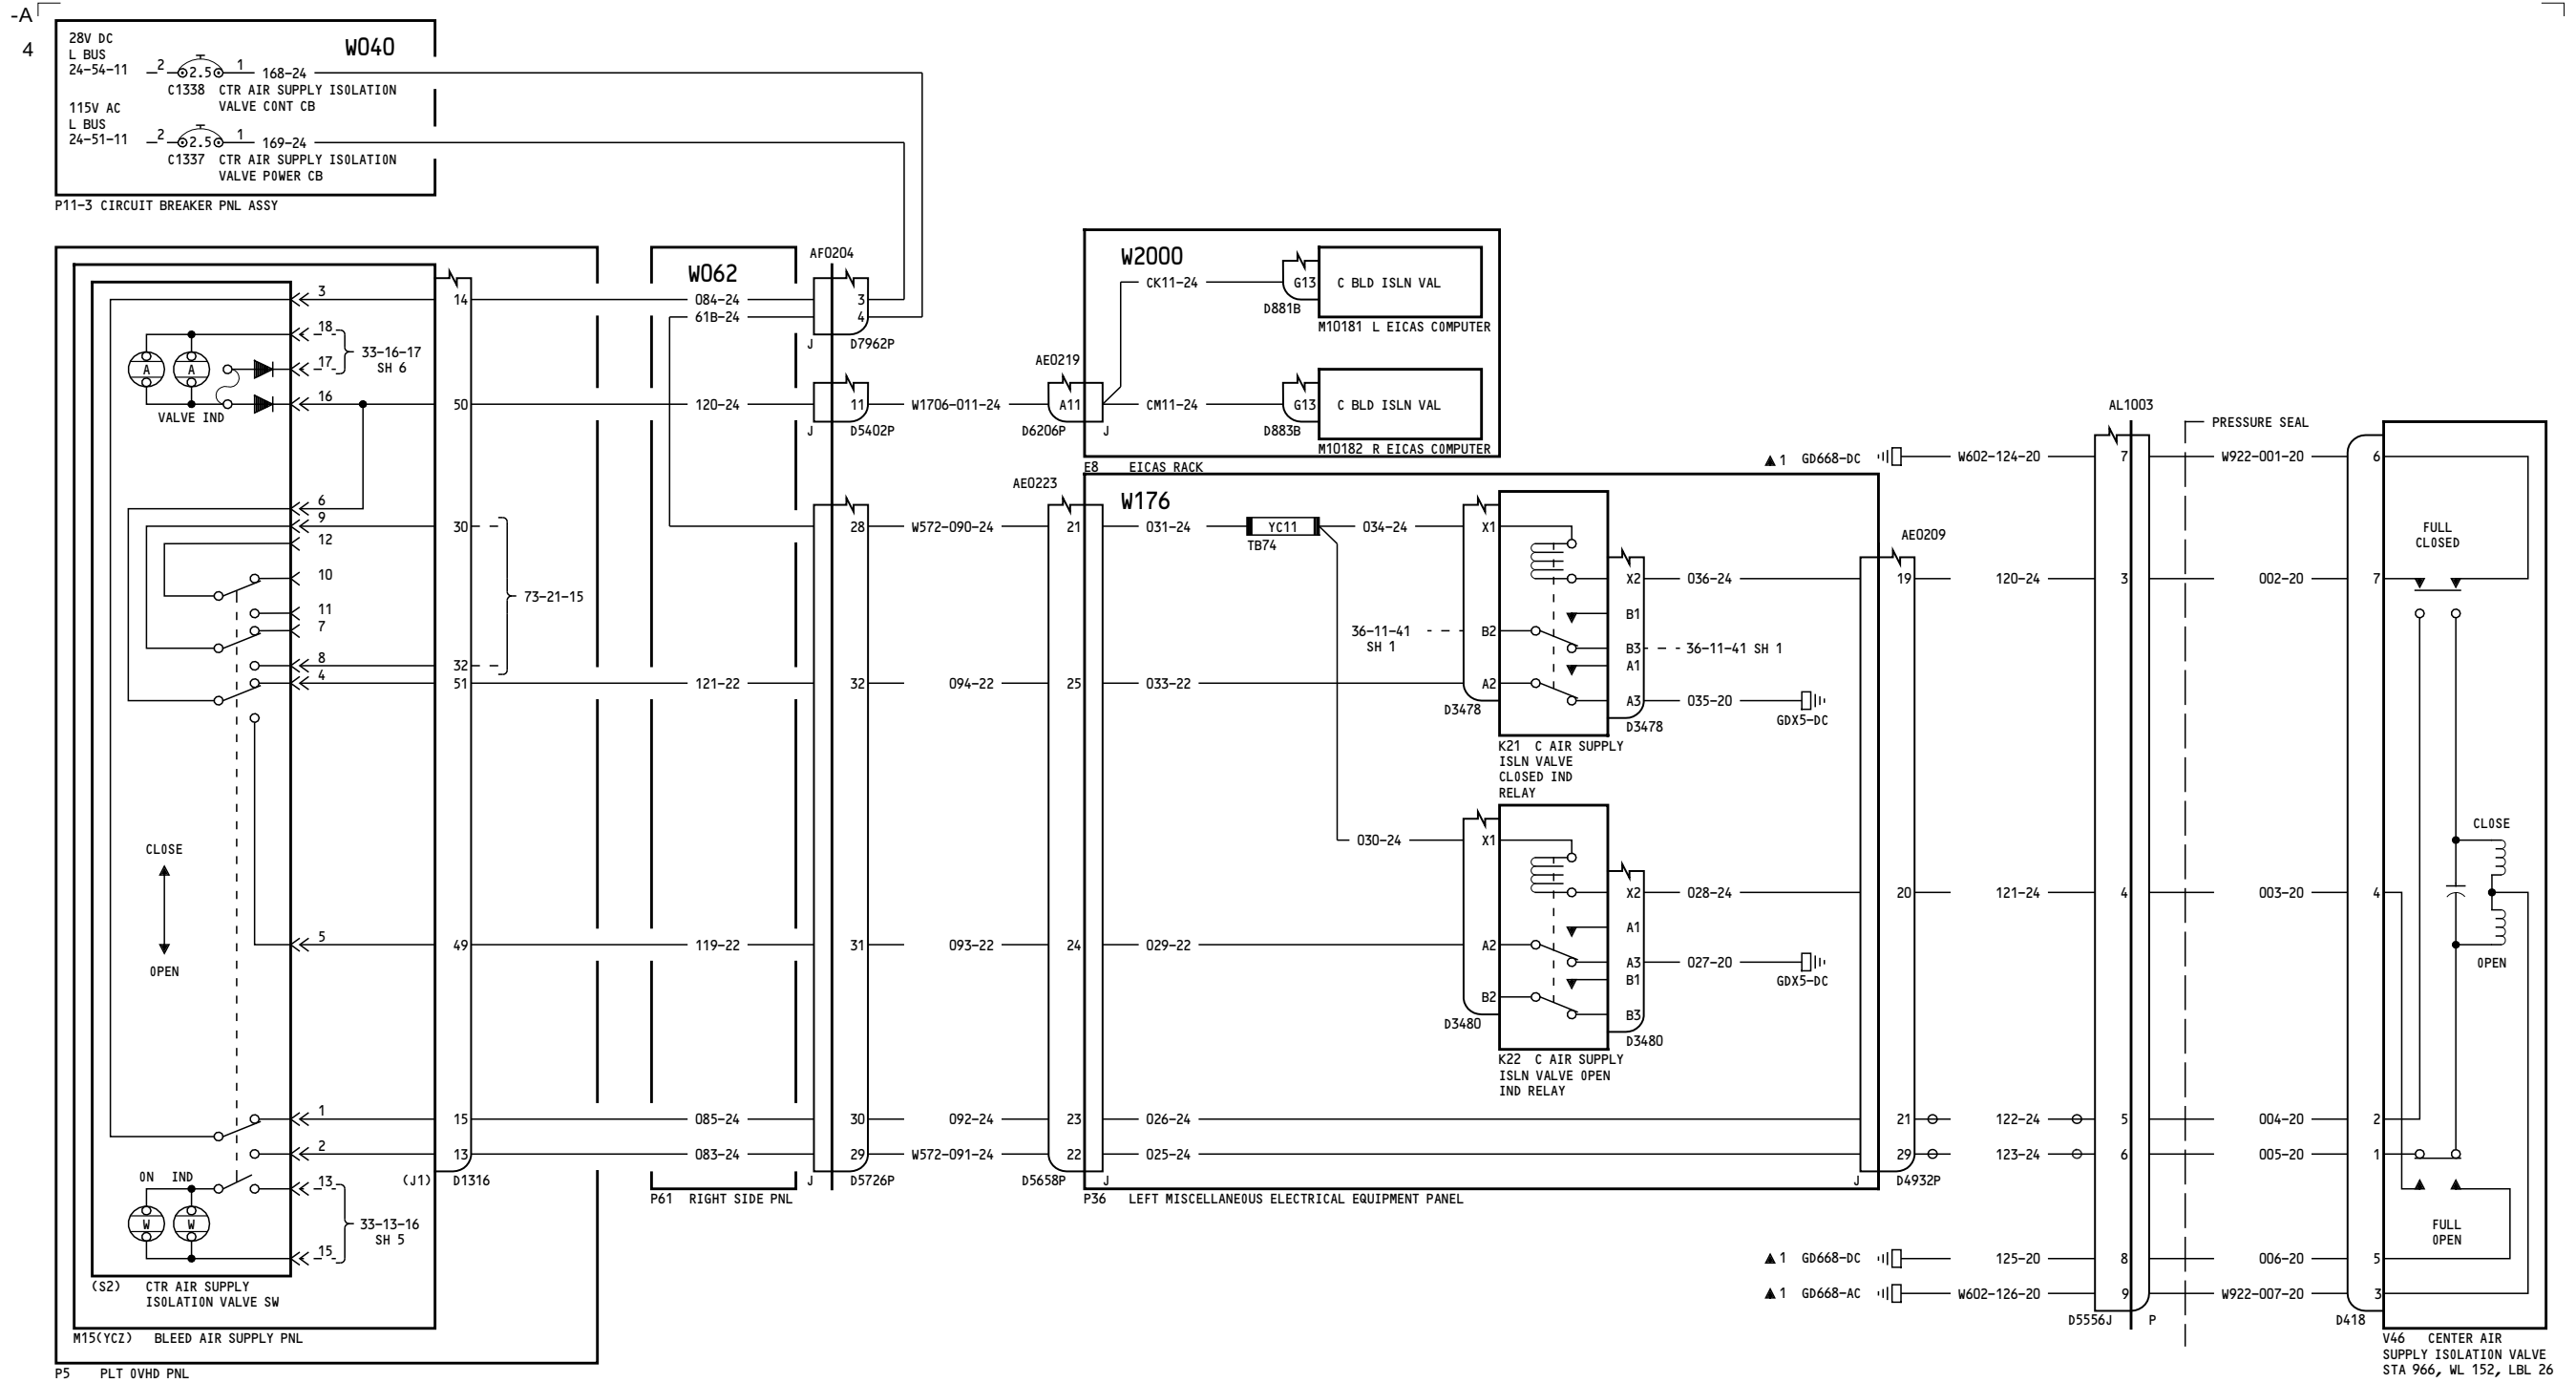 -A
4
28V DC
L BUS
24-54-11
2
2.5
1
168-24
W040
C1338 CTR AIR SUPPLY ISOLATION
VALVE CONT CB
115V AC
L BUS
24-51-11
2
2.5
1
169-24
C1337 CTR AIR SUPPLY ISOLATION
VALVE POWER CB
P11-3 CIRCUIT BREAKER PNL ASSY
3
18
17
16
33-16-17
SH 6
A
A
VALVE IND
6
9
12
10
11
7
8
4
73-21-15
CLOSE
OPEN
5
1
2
ON IND
13
15
W
W
33-13-16
SH 5
(S2) CTR AIR SUPPLY
ISOLATION VALVE SW
M15(YCZ) BLEED AIR SUPPLY PNL
P5 PLT OVHD PNL
14
50
30
32
51
49
15
13
(J1)
D1316
W062
084-24
61B-24
120-24
121-22
119-22
085-24
083-24
P61 RIGHT SIDE PNL
AF0204
3
4
J
D7962P
11
J
D5402P
28
32
31
30
29
J
D5726P
W1706-011-24
W572-090-24
094-22
093-22
092-24
W572-091-24
AE0219
A11
D6206P
J
W2000
CK11-24
G13
C BLD ISLN VAL
D881B
M10181 L EICAS COMPUTER
CM11-24
G13
C BLD ISLN VAL
D883B
M10182 R EICAS COMPUTER
E8 EICAS RACK
AE0223
21
25
24
23
22
D5658P
J
W176
031-24
YC11
TB74
034-24
033-22
030-24
029-22
026-24
025-24
36-11-41
SH 1
X1
B2
A2
D3478
X2
B1
B3
A1
A3
D3478
036-24
36-11-41 SH 1
035-20
GDX5-DC
K21 C AIR SUPPLY
ISLN VALVE
CLOSED IND
RELAY
X1
A2
B2
D3480
X2
A1
A3
B1
B3
D3480
028-24
027-20
GDX5-DC
K22 C AIR SUPPLY
ISLN VALVE OPEN
IND RELAY
P36 LEFT MISCELLANEOUS ELECTRICAL EQUIPMENT PANEL
AE0209
19
20
21
29
J
D4932P
1 GD668-DC
W602-124-20
120-24
121-24
122-24
123-24
1 GD668-DC
125-20
1 GD668-AC
W602-126-20
AL1003
7
3
4
5
6
8
9
D5556J
P
PRESSURE SEAL
W922-001-20
002-20
003-20
004-20
005-20
006-20
W922-007-20
6
7
4
2
1
5
3
D418
FULL
CLOSED
CLOSE
OPEN
FULL
OPEN
V46 CENTER AIR
SUPPLY ISOLATION VALVE
STA 966, WL 152, LBL 26